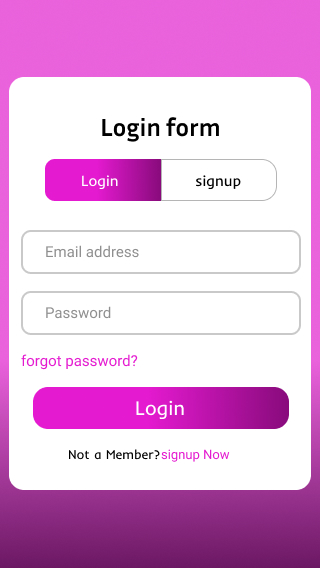 Login form
Login signup
Email address
Password
forgot password?
Login
Not a Member?signup Now